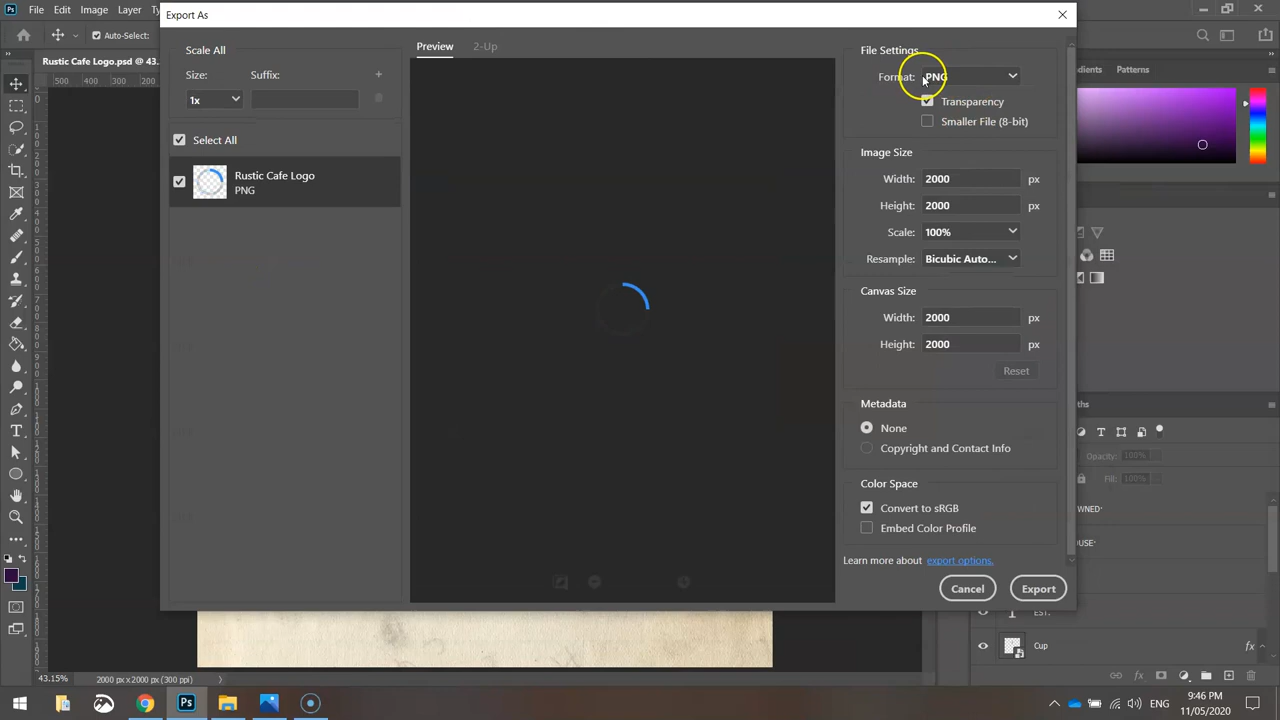 File
Edit
Image
Export As
Auto-Select:
Rustic Cafe Logo.psd @ 43.
Scale All
Size:
Suffix:
1x
Select All
Rustic Cafe Logo
PNG
Preview
2-Up
File Settings
Format:
PNG
Transparency
Smaller File (8-bit)
Image Size
Width:
2000
px
Height:
2000
px
Scale:
100%
Resample:
Bicubic Auto...
Canvas Size
Width:
2000
px
Height:
2000
px
Reset
Metadata
None
Copyright and Contact Info
Color Space
Convert to sRGB
Embed Color Profile
Learn more about export options.
Cancel
Export
Patterns
Opacity:
100%
Fill:
100%
EST.
Cup
fx
43.15%
2000 px x 2000 px (300 ppi)
Ps
ENG
9:46 PM
11/05/2020